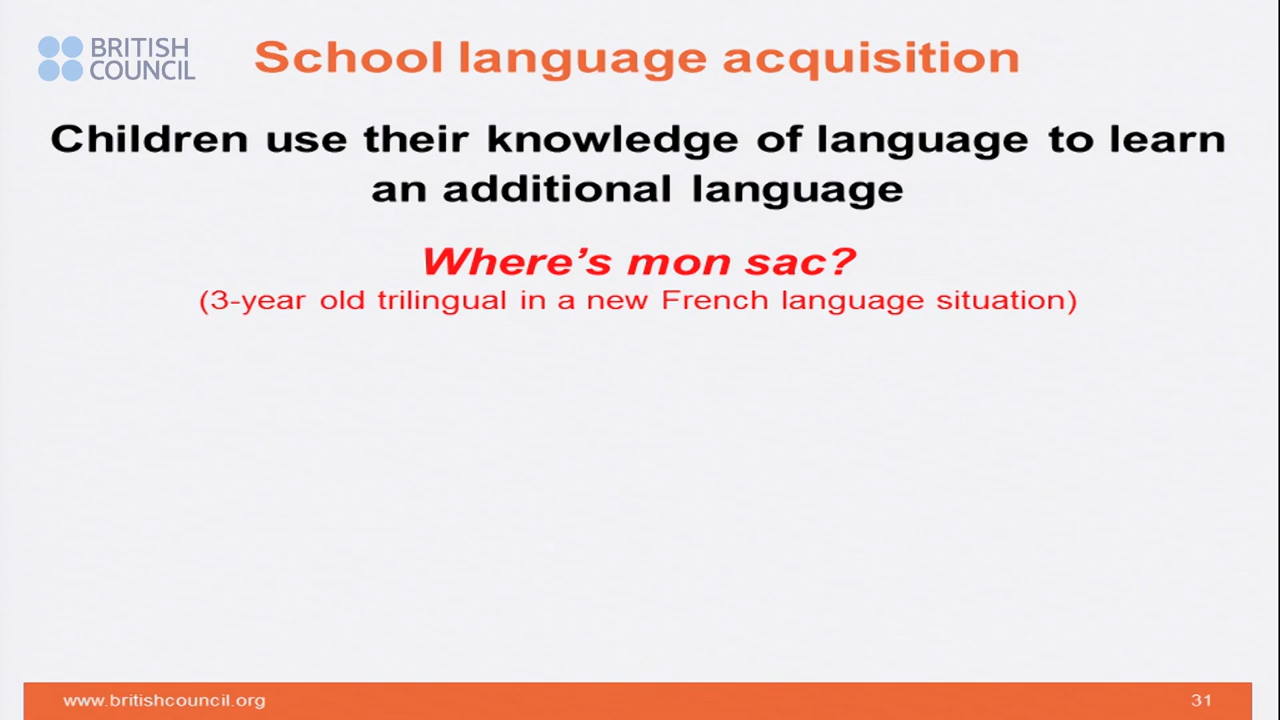 BRITISH
COUNCIL
School language acquisition
Children use their knowledge of language to learn
an additional language
Where’s mon sac?
(3-year old trilingual in a new French language situation)
www.britishcouncil.org
31